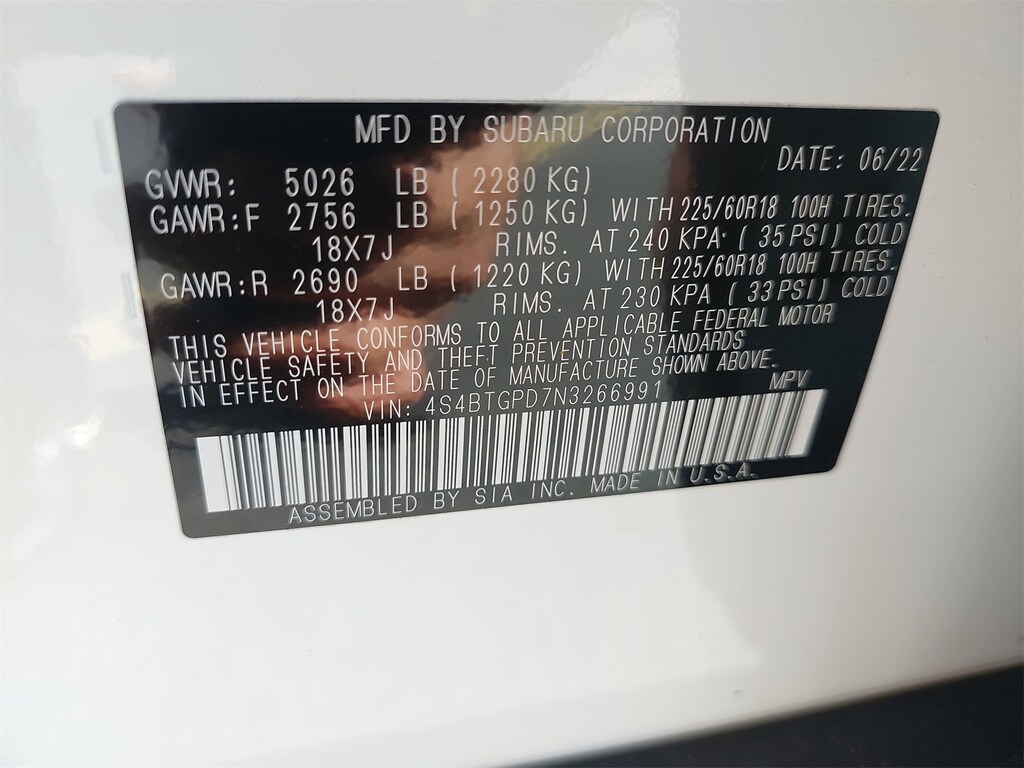 MFD BY SUBARU CORPORATION
DATE: 06/22
GVWR: 5026 LB (2280 KG)
GAWR:F 2756 LB (1250 KG) WITH 225/60R18 100H TIRES.
18X7J RIMS. AT 240 KPA (35 PSI) COLD
GAWR:R 2690 LB (1220 KG) WITH 225/60R18 100H TIRES.
18X7J RIMS. AT 230 KPA (33 PSI) COLD
THIS VEHICLE CONFORMS TO ALL APPLICABLE FEDERAL MOTOR
VEHICLE SAFETY AND THEFT PREVENTION STANDARDS
IN EFFECT ON THE DATE OF MANUFACTURE SHOWN ABOVE.
VIN: 4S4BTGPD7N3266991 MPV
ASSEMBLED BY SIA INC. MADE IN U.S.A.